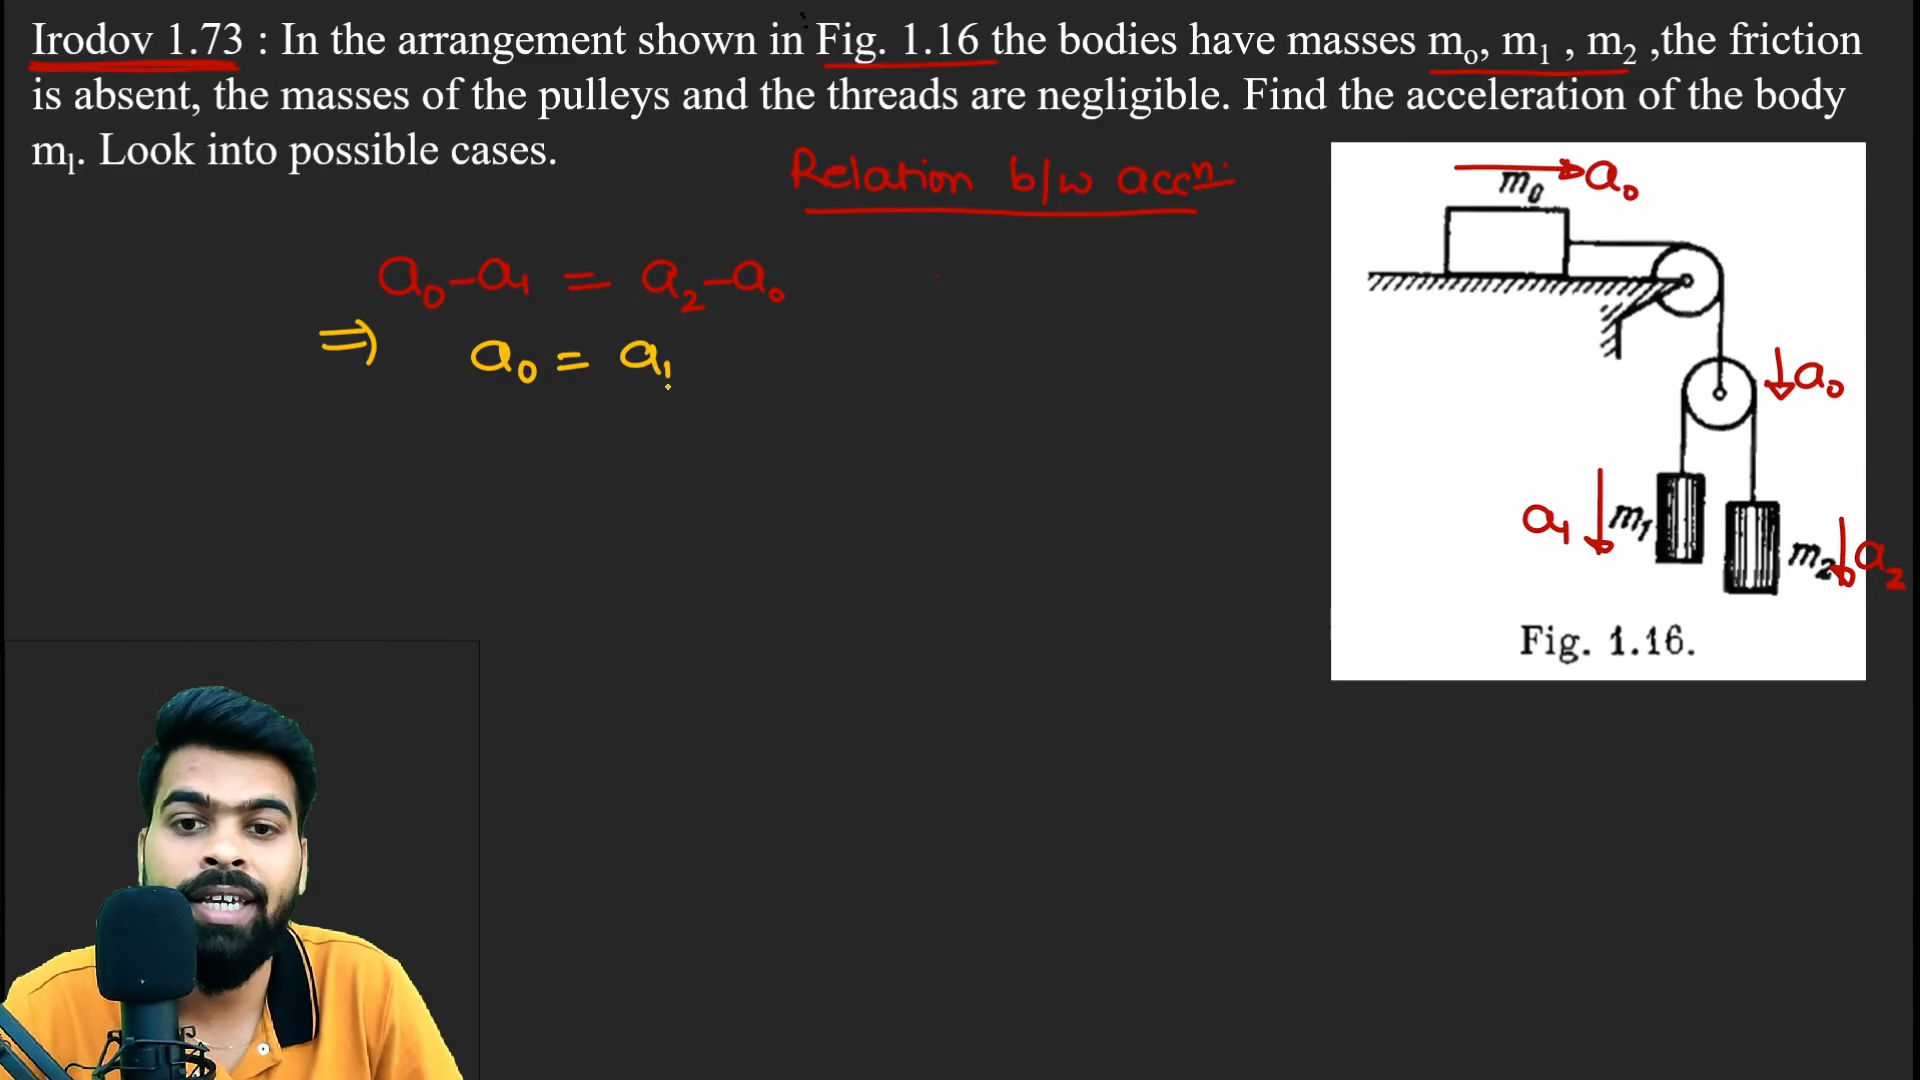 Irodov 1.73 : In the arrangement shown in Fig. 1.16 the bodies have masses m₀, m₁ , m₂ ,the friction
is absent, the masses of the pulleys and the threads are negligible. Find the acceleration of the body
mₗ. Look into possible cases.
Relation b/w accⁿ.
a₀-a₁ = a₂-a₀
⇒ a₀ = a₁
m₀ a₀
a₀
a₁ m₁
m₂ a₂
Fig. 1.16.